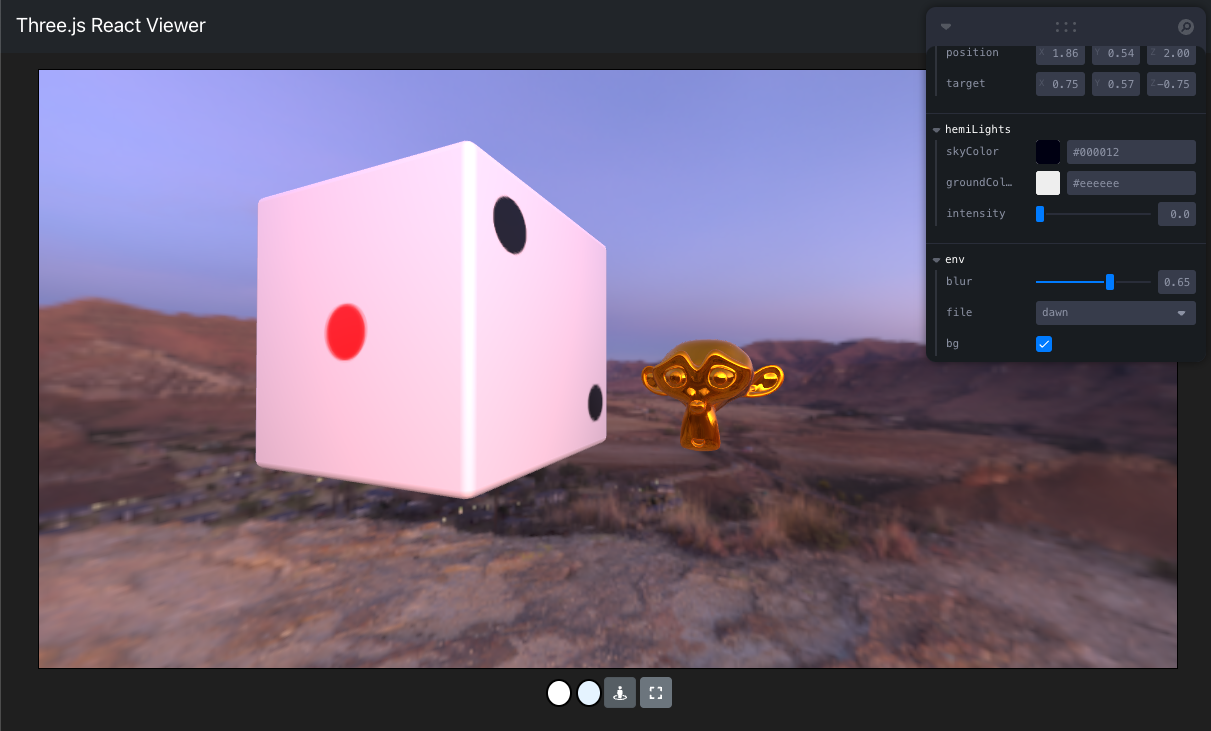 Three.js React Viewer
position X 1.86 Y 0.54 Z 2.00
target X 0.75 Y 0.57 Z −0.75
hemiLights
skyColor #000012
groundCol… #eeeeee
intensity 0.0
env
blur 0.65
file dawn
bg